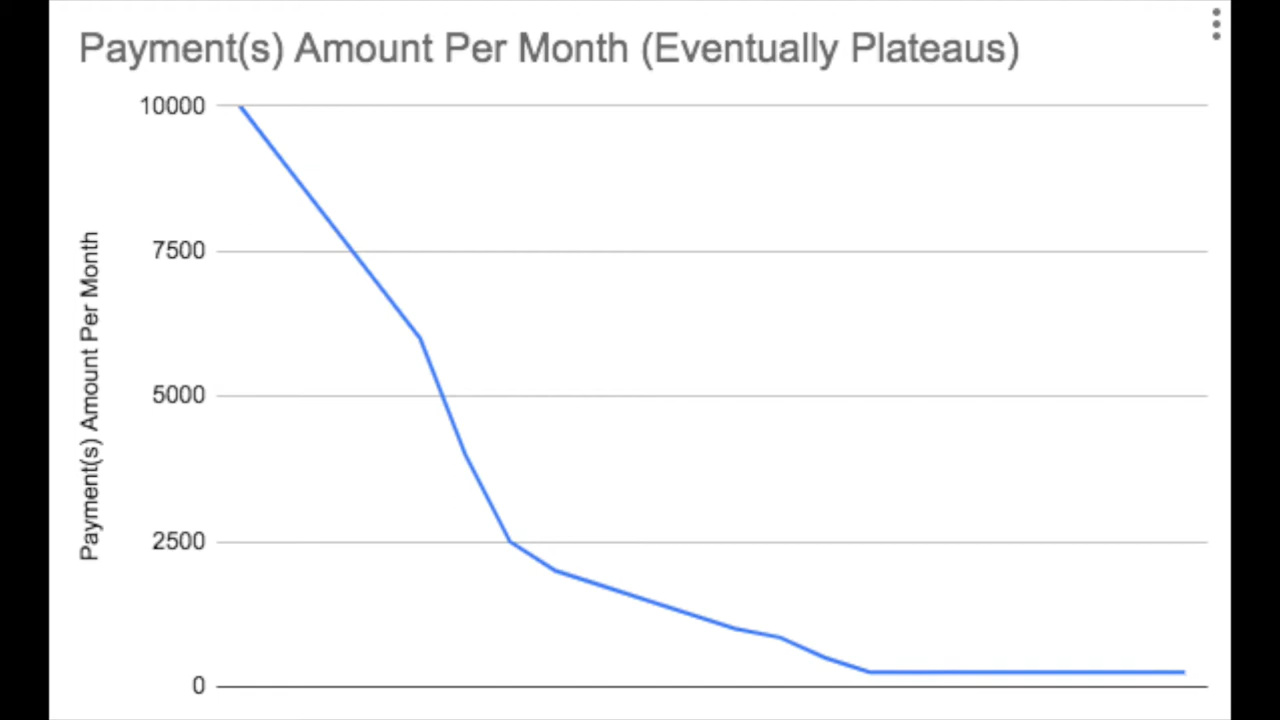 Payment(s) Amount Per Month (Eventually Plateaus)
Payment(s) Amount Per Month
10000
7500
5000
2500
0